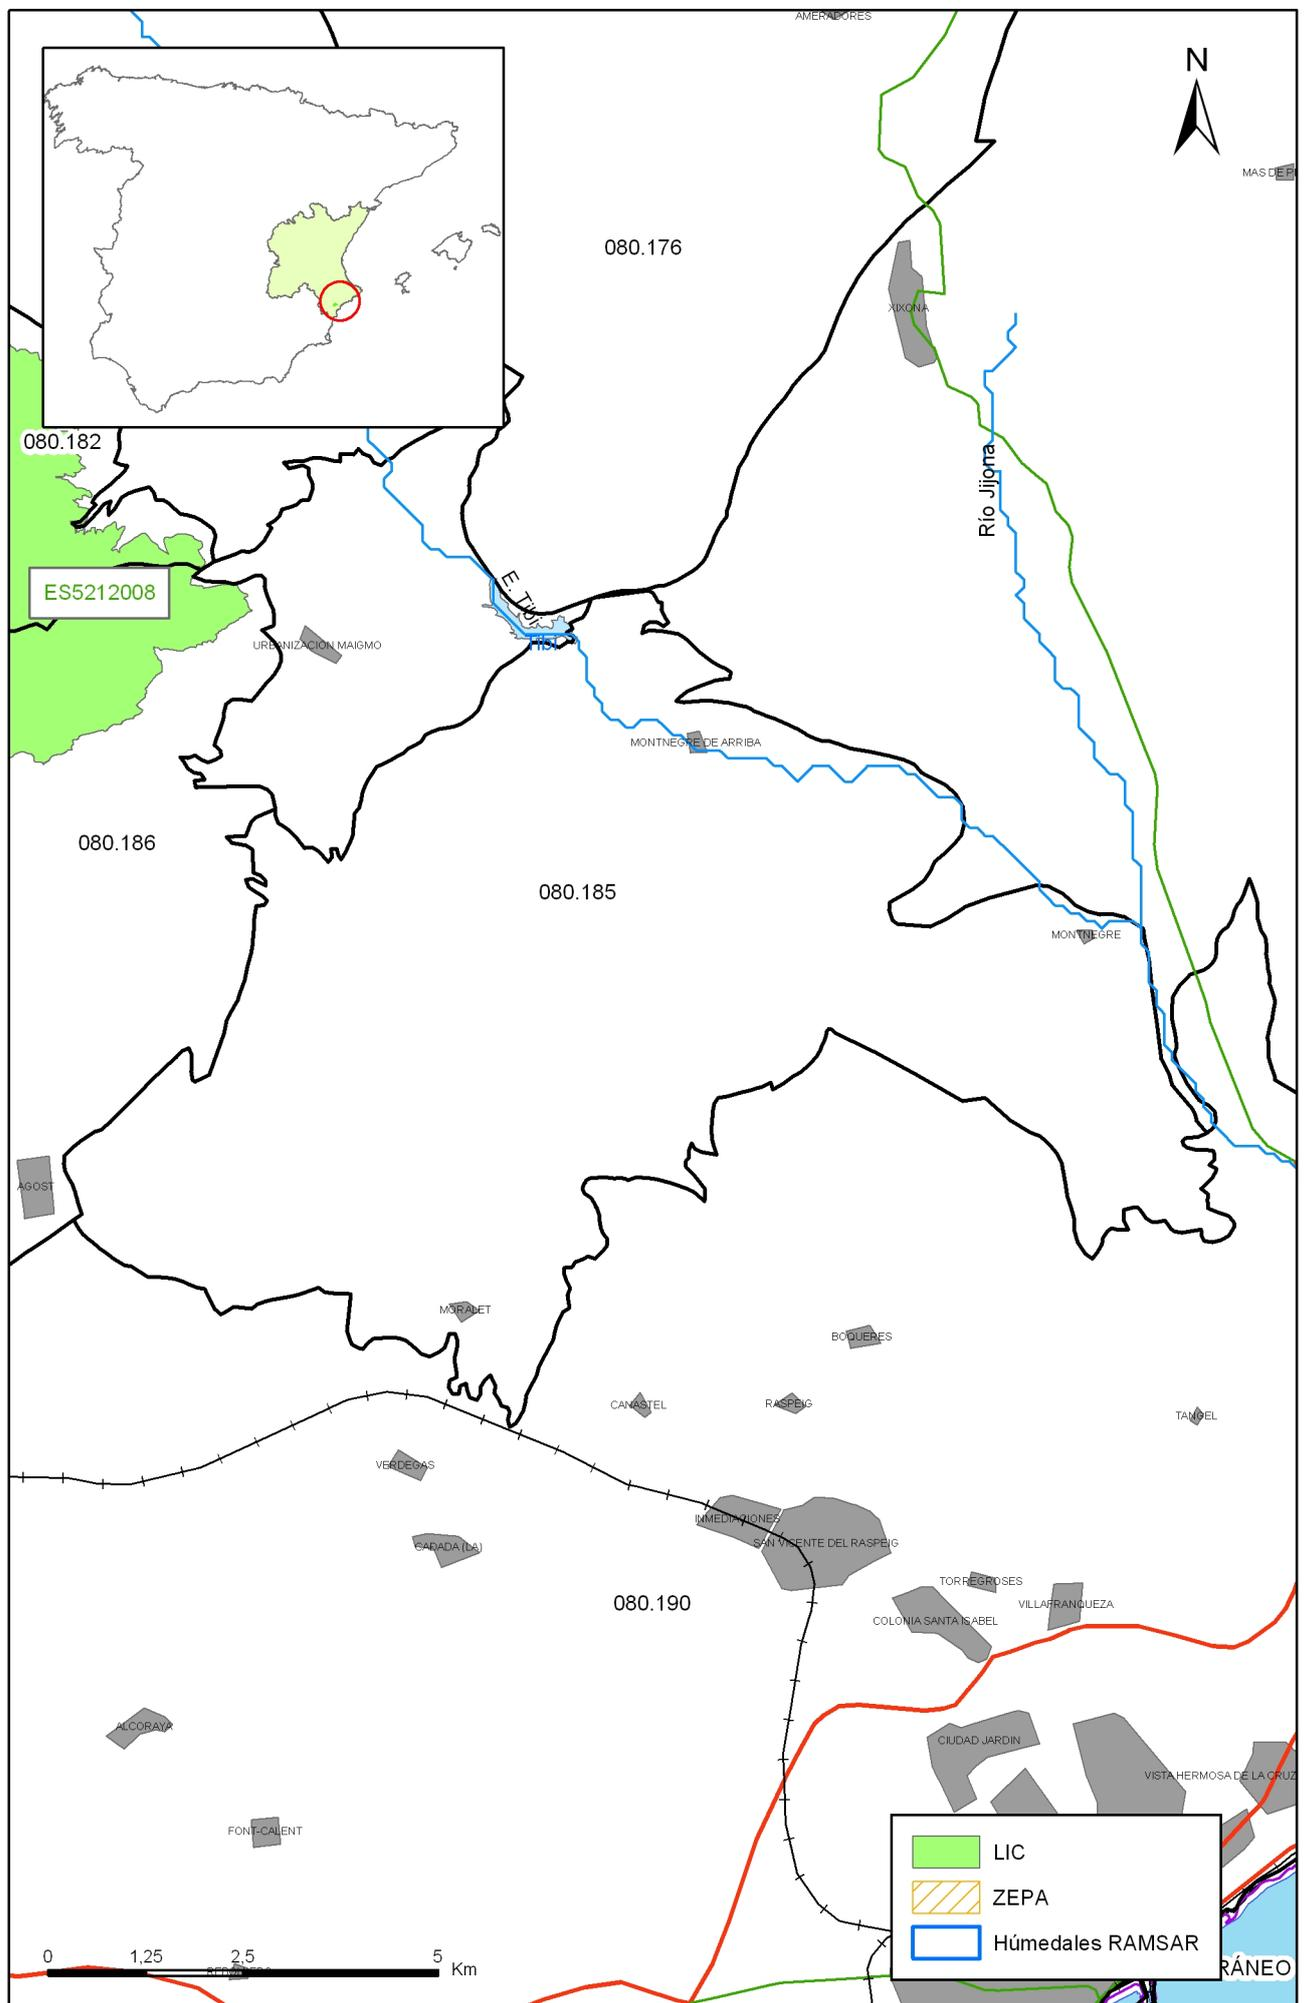 AMERADORES
N
MAS DE P
080.176
XIXONA
080.182
Río Jijona
ES5212008
E. Tibi
Tibi
URBANIZACION MAIGMO
MONTNEGRE DE ARRIBA
080.186
080.185
MONTNEGRE
AGOST
MORALET
BOQUERES
CANASTEL
RASPEIG
TANGEL
VERDEGAS
INMEDIACIONES
SAN VICENTE DEL RASPEIG
CADADA (LA)
TORREGROSES
080.190
VILLAFRANQUEZA
COLONIA SANTA ISABEL
ALCORAYA
CIUDAD JARDIN
VISTA HERMOSA DE LA CRUZ
FONT-CALENT
LIC
ZEPA
Húmedales RAMSAR
RÁNEO
0 1,25 2,5 5 Km